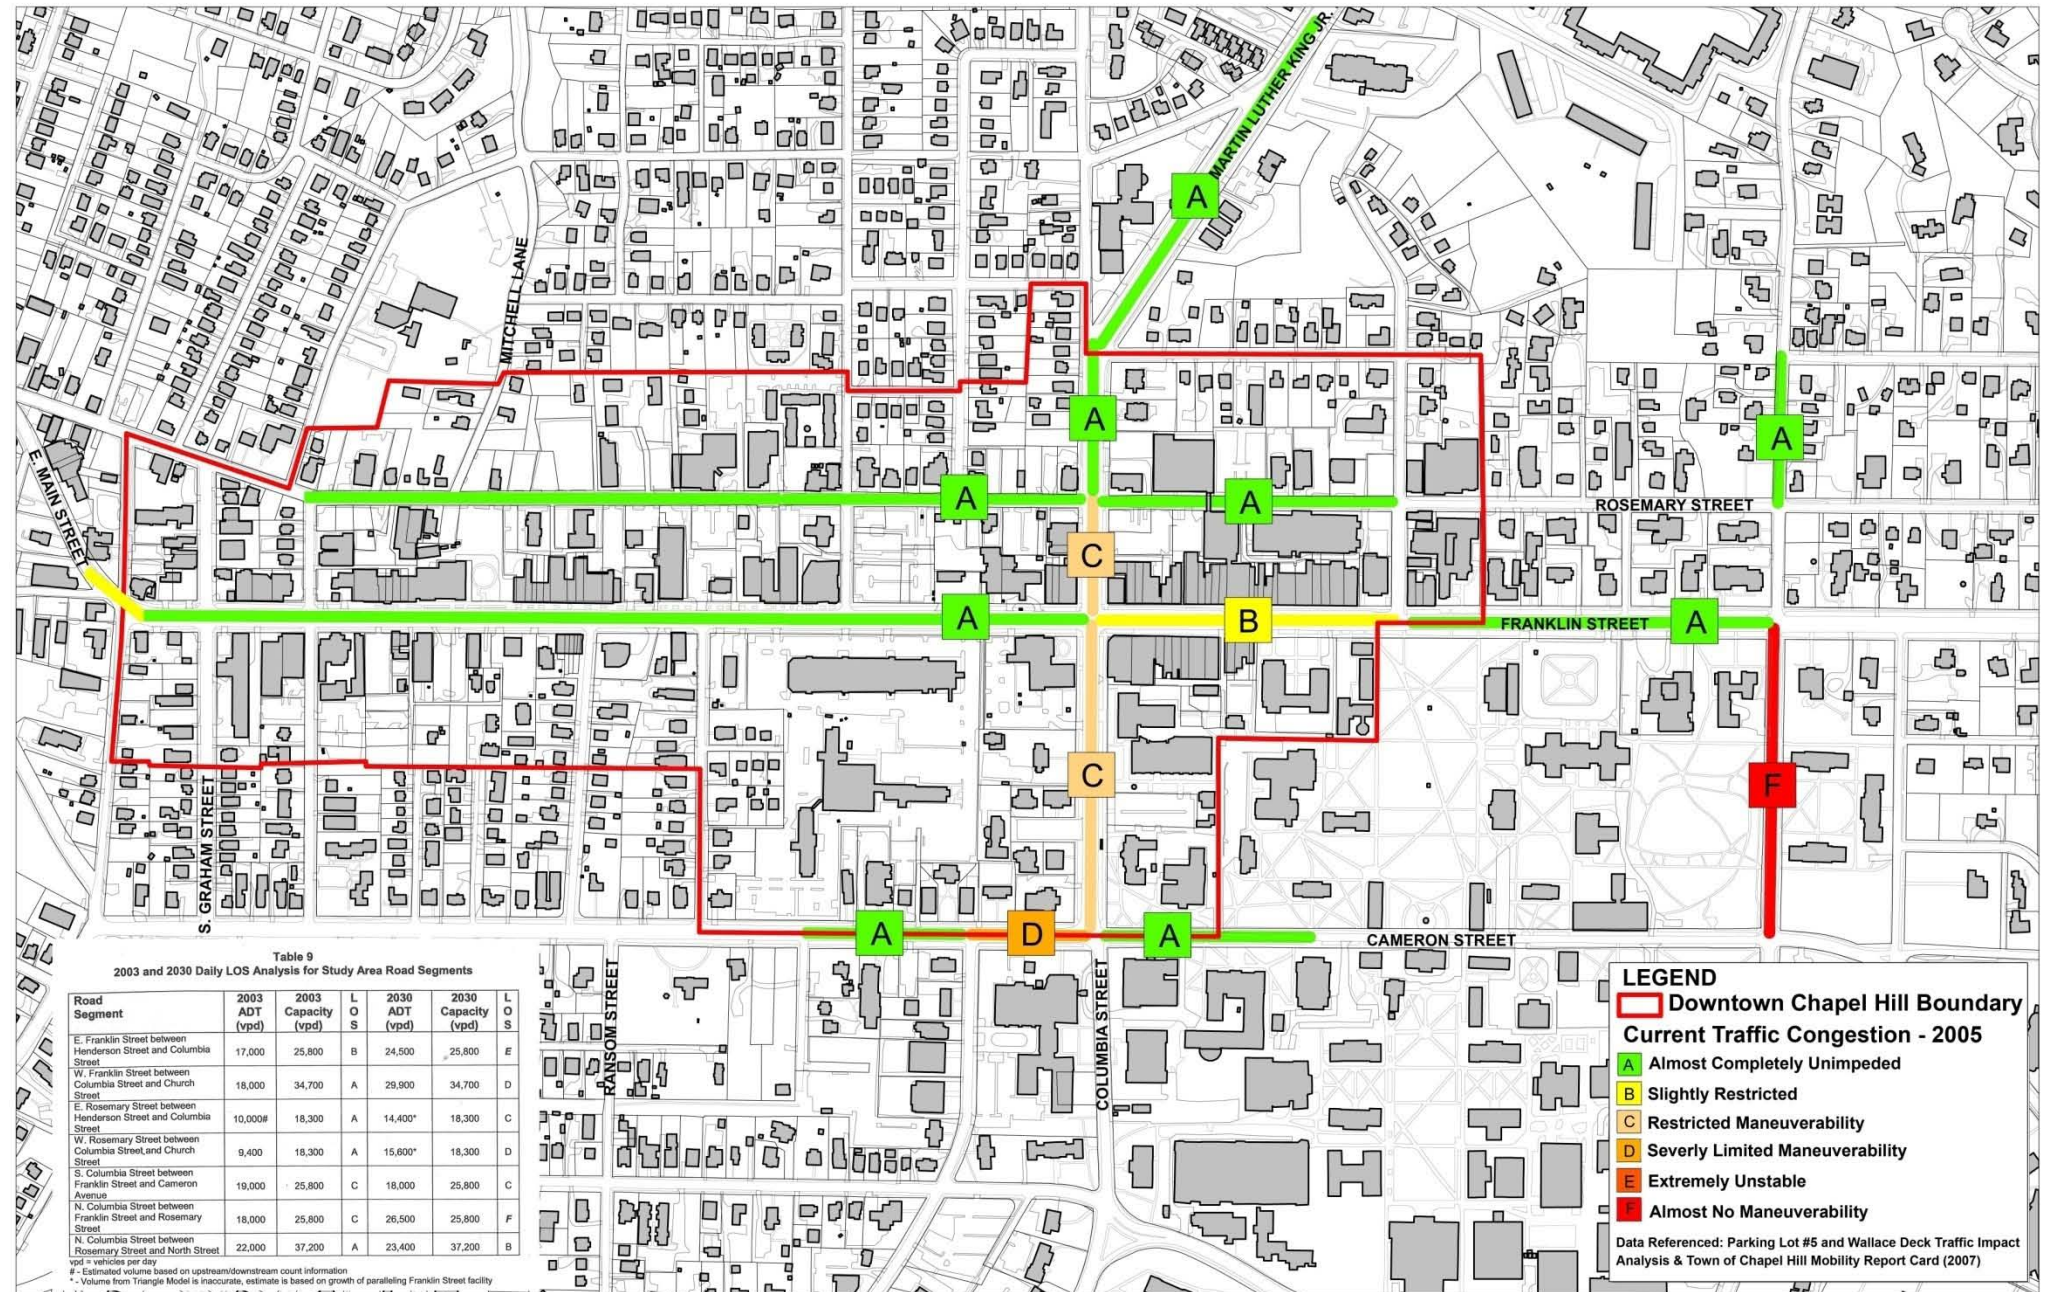 MARTIN LUTHER KING JR.
A
MITCHELL LANE
A
A
E. MAIN STREET
A
A
ROSEMARY STREET
C
A
B
FRANKLIN STREET
A
C
F
S. GRAHAM STREET
A
D
A
CAMERON STREET
RANSOM STREET
COLUMBIA STREET
Table 9
2003 and 2030 Daily LOS Analysis for Study Area Road Segments
Road Segment 2003 ADT (vpd) 2003 Capacity (vpd) L O S 2030 ADT (vpd) 2030 Capacity (vpd) L O S
E. Franklin Street between Henderson Street and Columbia Street 17,000 25,800 B 24,500 25,800 E
W. Franklin Street between Columbia Street and Church Street 18,000 34,700 A 29,900 34,700 D
E. Rosemary Street between Henderson Street and Columbia Street 10,000# 18,300 A 14,400* 18,300 C
W. Rosemary Street between Columbia Street and Church Street 9,400 18,300 A 15,600* 18,300 D
S. Columbia Street between Franklin Street and Cameron Avenue 19,000 25,800 C 18,000 25,800 C
N. Columbia Street between Franklin Street and Rosemary Street 18,000 25,800 C 26,500 25,800 F
N. Columbia Street between Rosemary Street and North Street 22,000 37,200 A 23,400 37,200 B
vpd = vehicles per day
# - Estimated volume based on upstream/downstream count information
* - Volume from Triangle Model is inaccurate, estimate is based on growth of paralleling Franklin Street facility
LEGEND
Downtown Chapel Hill Boundary
Current Traffic Congestion - 2005
A Almost Completely Unimpeded
B Slightly Restricted
C Restricted Maneuverability
D Severly Limited Maneuverability
E Extremely Unstable
F Almost No Maneuverability
Data Referenced: Parking Lot #5 and Wallace Deck Traffic Impact
Analysis & Town of Chapel Hill Mobility Report Card (2007)